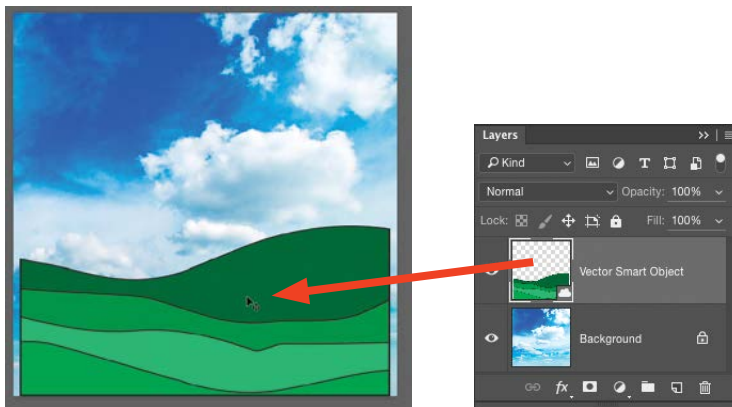 Layers
Kind
Normal Opacity: 100%
Lock: Fill: 100%
Vector Smart Object
Background
fx